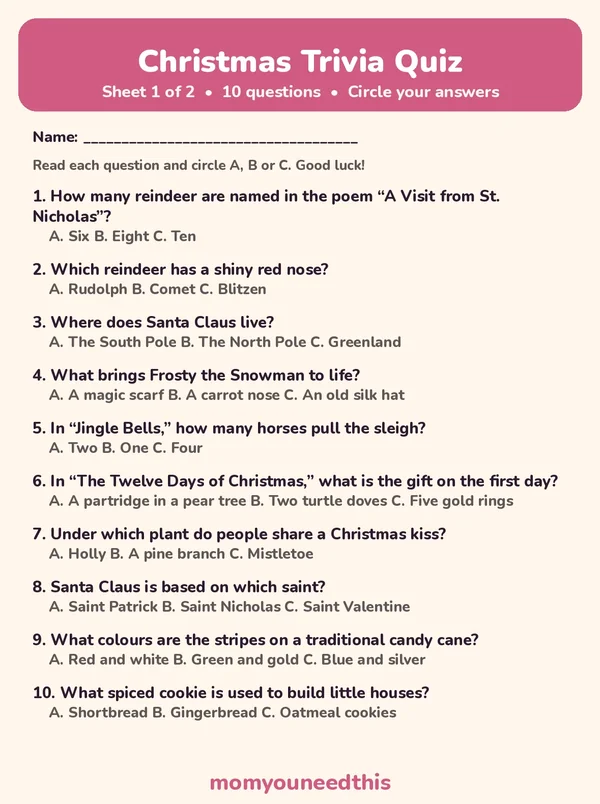 Christmas Trivia Quiz
Sheet 1 of 2 • 10 questions • Circle your answers
Name: ____________________________________
Read each question and circle A, B or C. Good luck!
1. How many reindeer are named in the poem “A Visit from St.
Nicholas”?
A. Six B. Eight C. Ten
2. Which reindeer has a shiny red nose?
A. Rudolph B. Comet C. Blitzen
3. Where does Santa Claus live?
A. The South Pole B. The North Pole C. Greenland
4. What brings Frosty the Snowman to life?
A. A magic scarf B. A carrot nose C. An old silk hat
5. In “Jingle Bells,” how many horses pull the sleigh?
A. Two B. One C. Four
6. In “The Twelve Days of Christmas,” what is the gift on the first day?
A. A partridge in a pear tree B. Two turtle doves C. Five gold rings
7. Under which plant do people share a Christmas kiss?
A. Holly B. A pine branch C. Mistletoe
8. Santa Claus is based on which saint?
A. Saint Patrick B. Saint Nicholas C. Saint Valentine
9. What colours are the stripes on a traditional candy cane?
A. Red and white B. Green and gold C. Blue and silver
10. What spiced cookie is used to build little houses?
A. Shortbread B. Gingerbread C. Oatmeal cookies
momyouneedthis